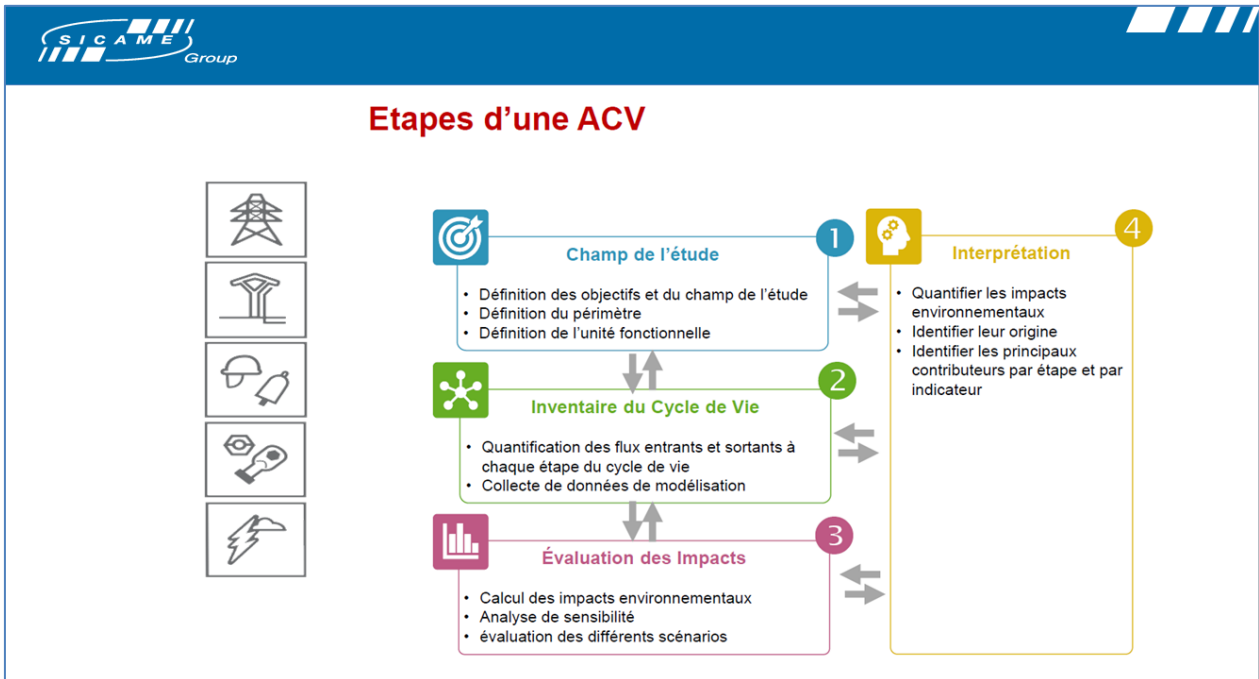 SICAME
Group
Etapes d’une ACV
1
Champ de l’étude
• Définition des objectifs et du champ de l’étude
• Définition du périmètre
• Définition de l’unité fonctionnelle
2
Inventaire du Cycle de Vie
• Quantification des flux entrants et sortants à
chaque étape du cycle de vie
• Collecte de données de modélisation
3
Évaluation des Impacts
• Calcul des impacts environnementaux
• Analyse de sensibilité
• évaluation des différents scénarios
4
Interprétation
• Quantifier les impacts
environnementaux
• Identifier leur origine
• Identifier les principaux
contributeurs par étape et par
indicateur